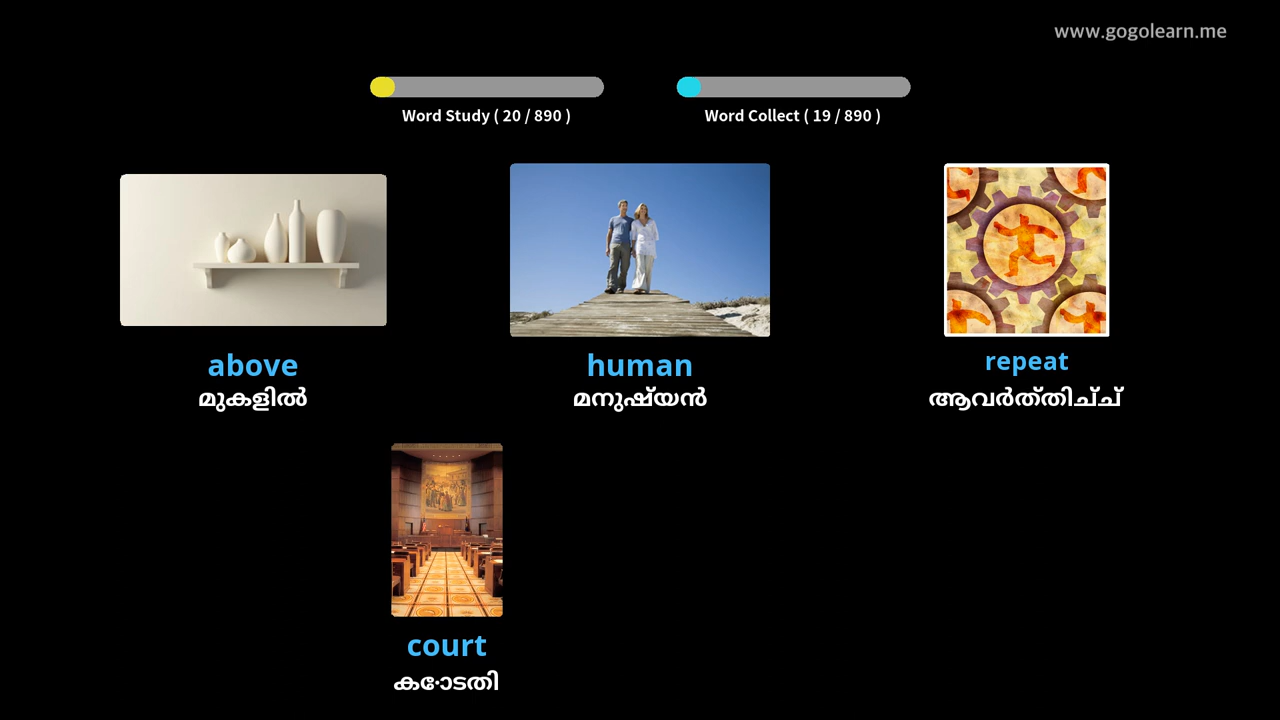 www.gogolearn.me
Word Study ( 20 / 890 )
Word Collect ( 19 / 890 )
above
മുകളിൽ
human
മനുഷ്യൻ
repeat
ആവർത്തിച്ച്
court
കോടതി